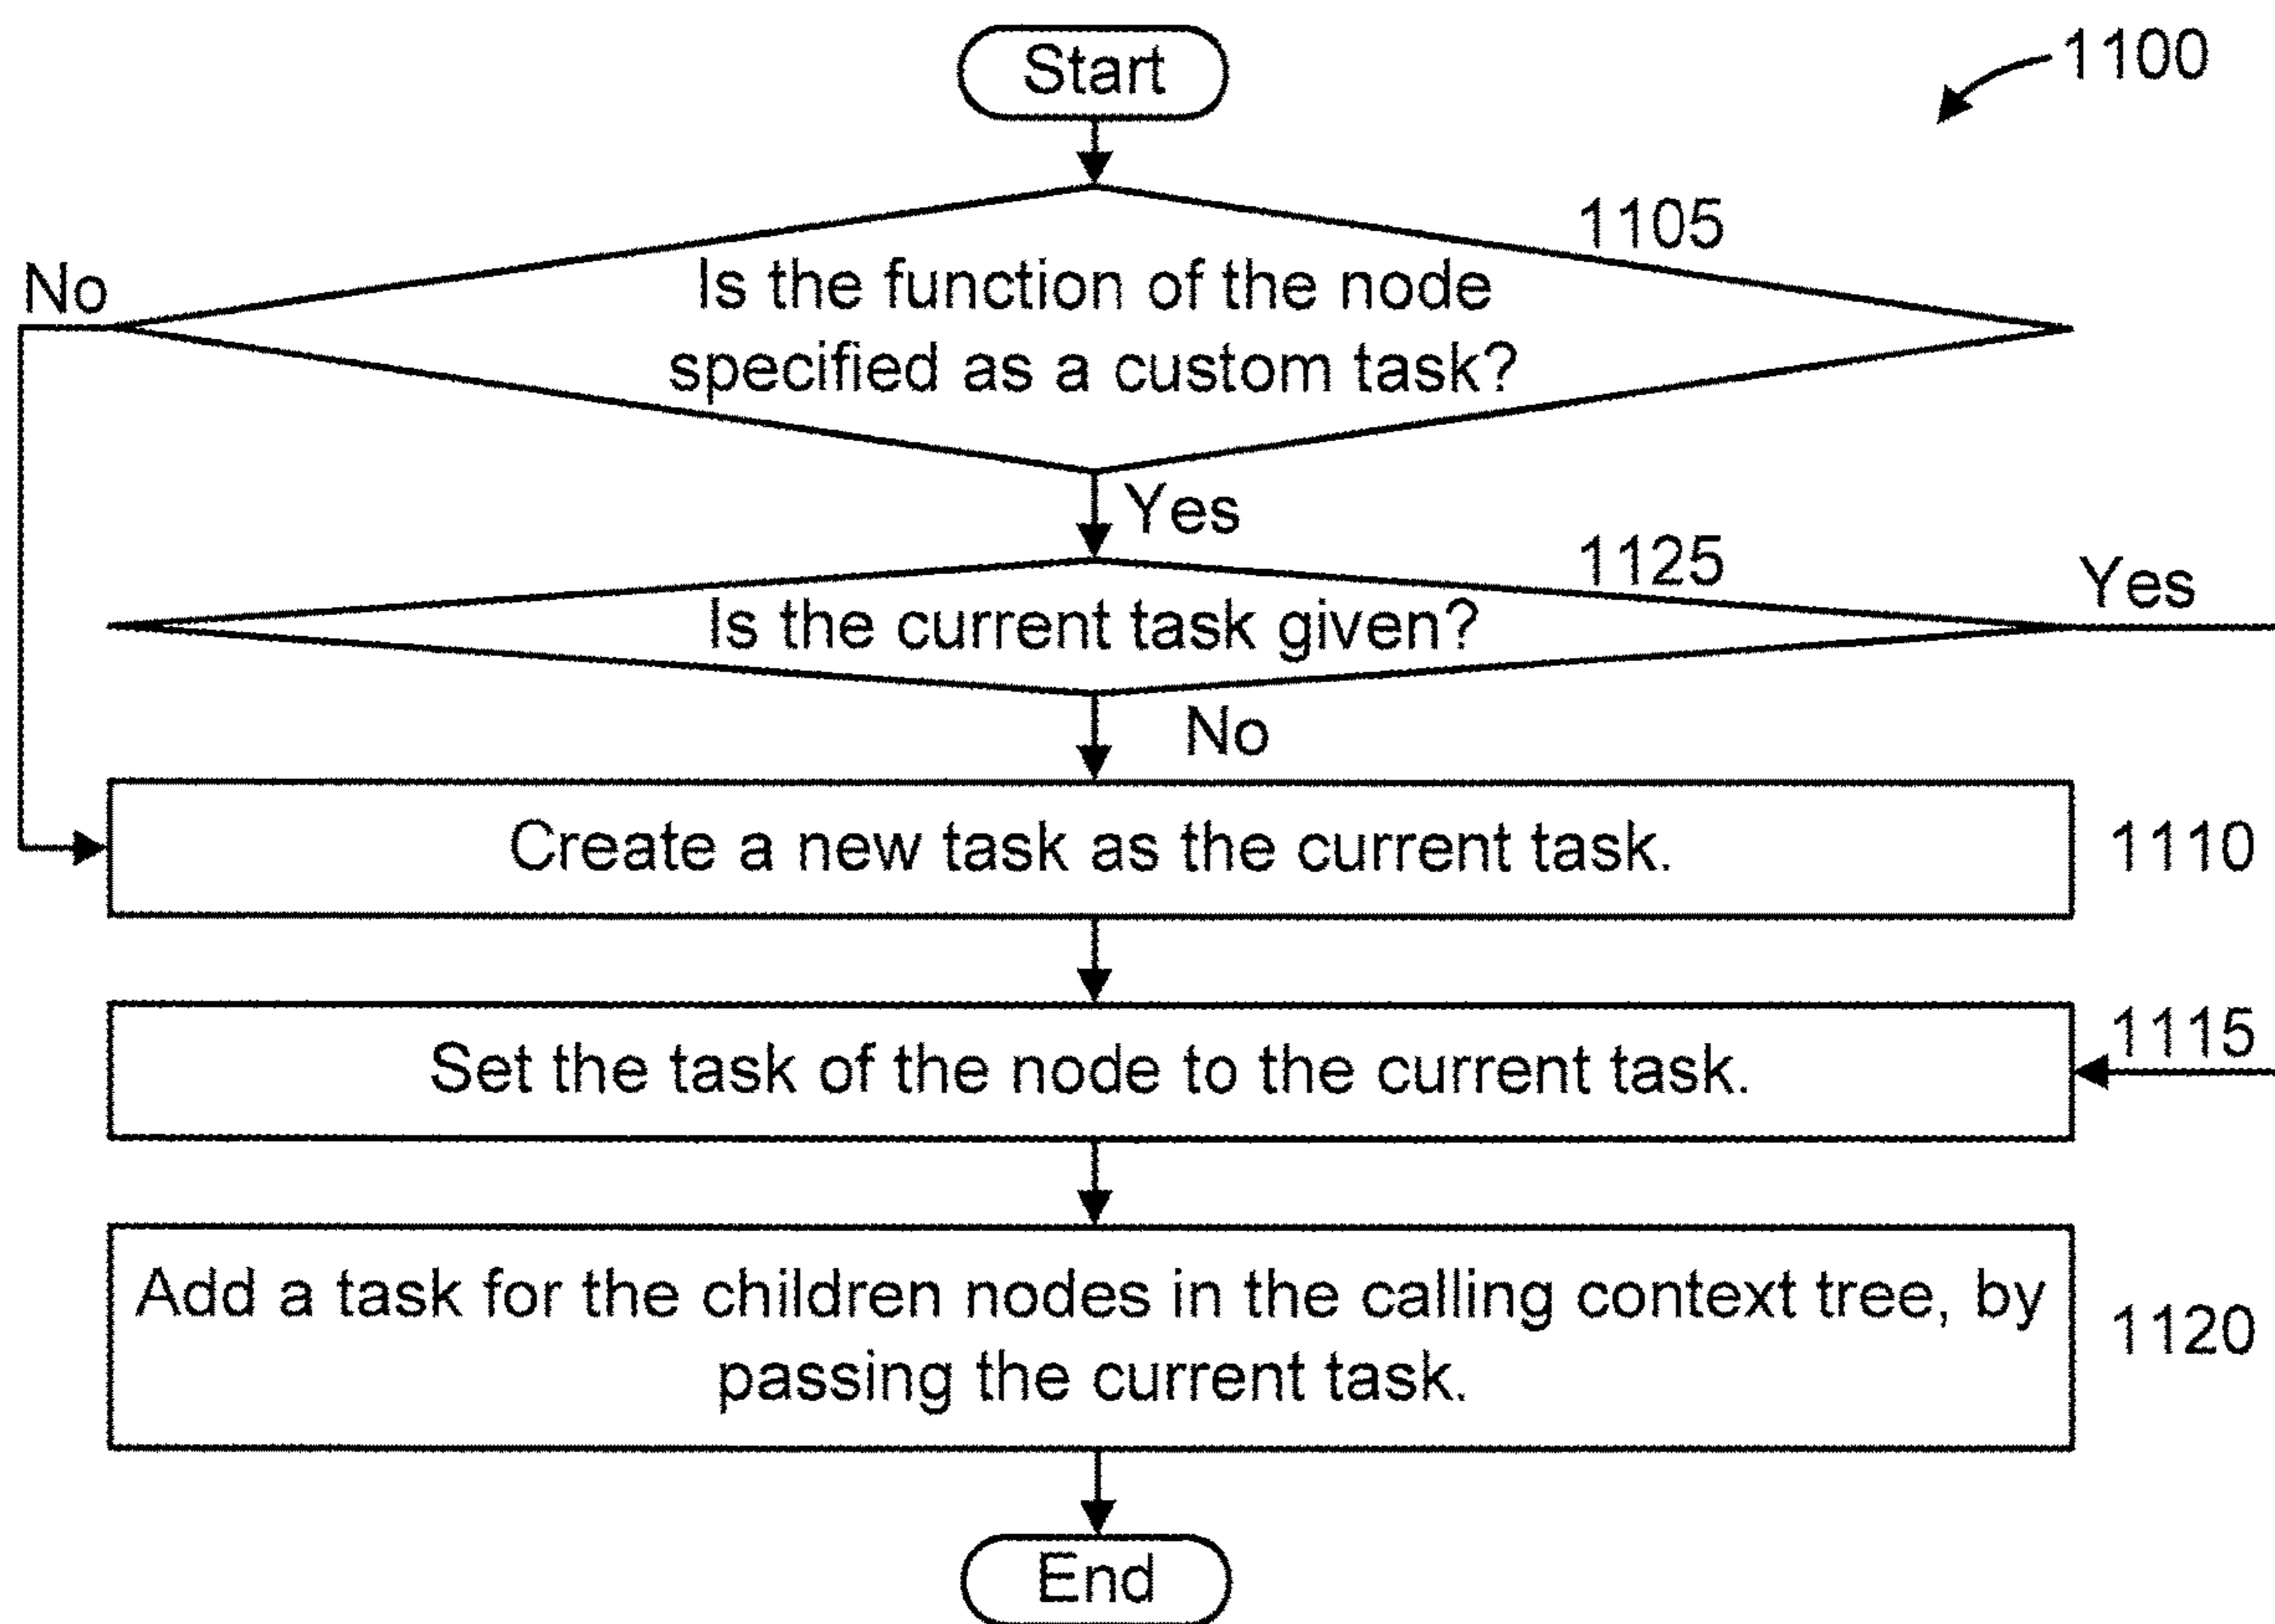 Start
1100
1105
No
Is the function of the node
specified as a custom task?
Yes
1125
Yes
Is the current task given?
No
Create a new task as the current task.
1110
Set the task of the node to the current task.
1115
Add a task for the children nodes in the calling context tree, by
passing the current task.
1120
End